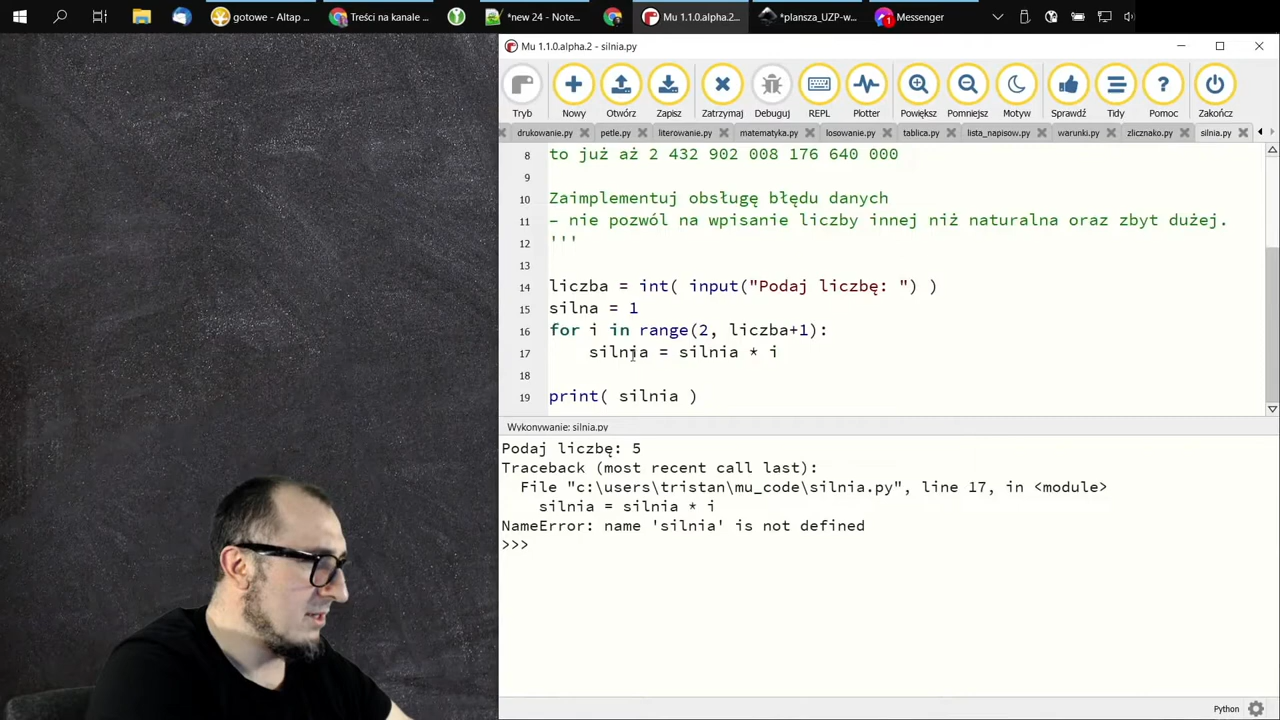 gotowe - Altap ...
Treści na kanale ...
*new 24 - Note...
Mu 1.1.0.alpha.2...
*plansza_UZP-w...
Messenger
1
Mu 1.1.0.alpha.2 - silnia.py
Tryb
Nowy
Otwórz
Zapisz
Zatrzymaj
Debuguj
REPL
Plotter
Powiększ
Pomniejsz
Motyw
Sprawdź
Tidy
Pomoc
Zakończ
drukowanie.py
petle.py
literowanie.py
matematyka.py
losowanie.py
tablica.py
lista_napisow.py
warunki.py
zlicznako.py
silnia.py
8 to już aż 2 432 902 008 176 640 000
9
10 Zaimplementuj obsługę błędu danych
11 – nie pozwól na wpisanie liczby innej niż naturalna oraz zbyt dużej.
12 '''
13
14 liczba = int( input("Podaj liczbę: ") )
15 silna = 1
16 for i in range(2, liczba+1):
17 silnia = silnia * i
18
19 print( silnia )
Wykonywanie: silnia.py
Podaj liczbę: 5
Traceback (most recent call last):
File "c:\users\tristan\mu_code\silnia.py", line 17, in <module>
silnia = silnia * i
NameError: name 'silnia' is not defined
>>>
Python